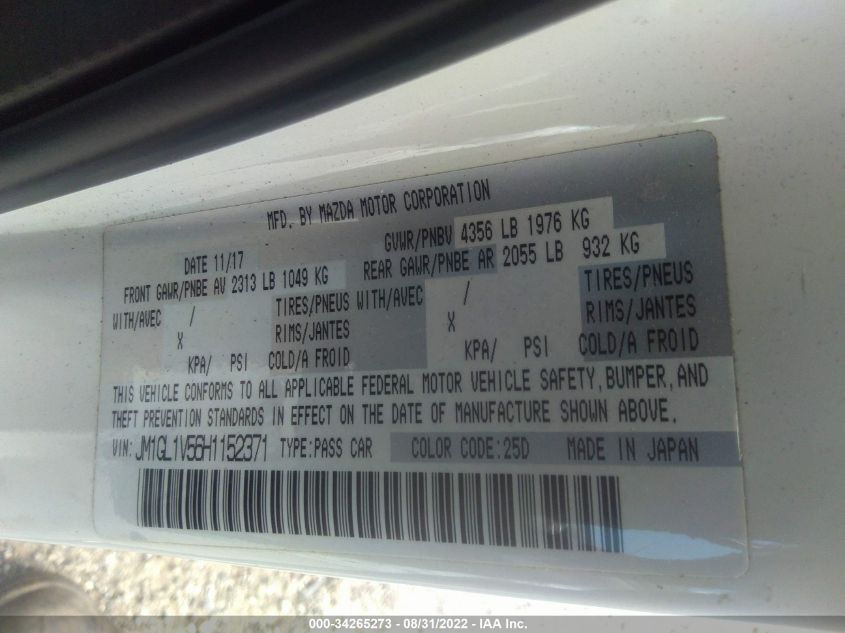 MFD. BY MAZDA MOTOR CORPORATION
DATE 11/17 GVWR/PNBV 4356 LB 1976 KG
FRONT GAWR/PNBE AV 2313 LB 1049 KG REAR GAWR/PNBE AR 2055 LB 932 KG
WITH/AVEC / TIRES/PNEUS WITH/AVEC / TIRES/PNEUS
X RIMS/JANTES X RIMS/JANTES
KPA/ PSI COLD/A FROID KPA/ PSI COLD/A FROID
THIS VEHICLE CONFORMS TO ALL APPLICABLE FEDERAL MOTOR VEHICLE SAFETY, BUMPER, AND
THEFT PREVENTION STANDARDS IN EFFECT ON THE DATE OF MANUFACTURE SHOWN ABOVE.
VIN: JM1GL1V56H1152371 TYPE: PASS CAR COLOR CODE: 25D MADE IN JAPAN
000-34265273 - 08/31/2022 - IAA Inc.